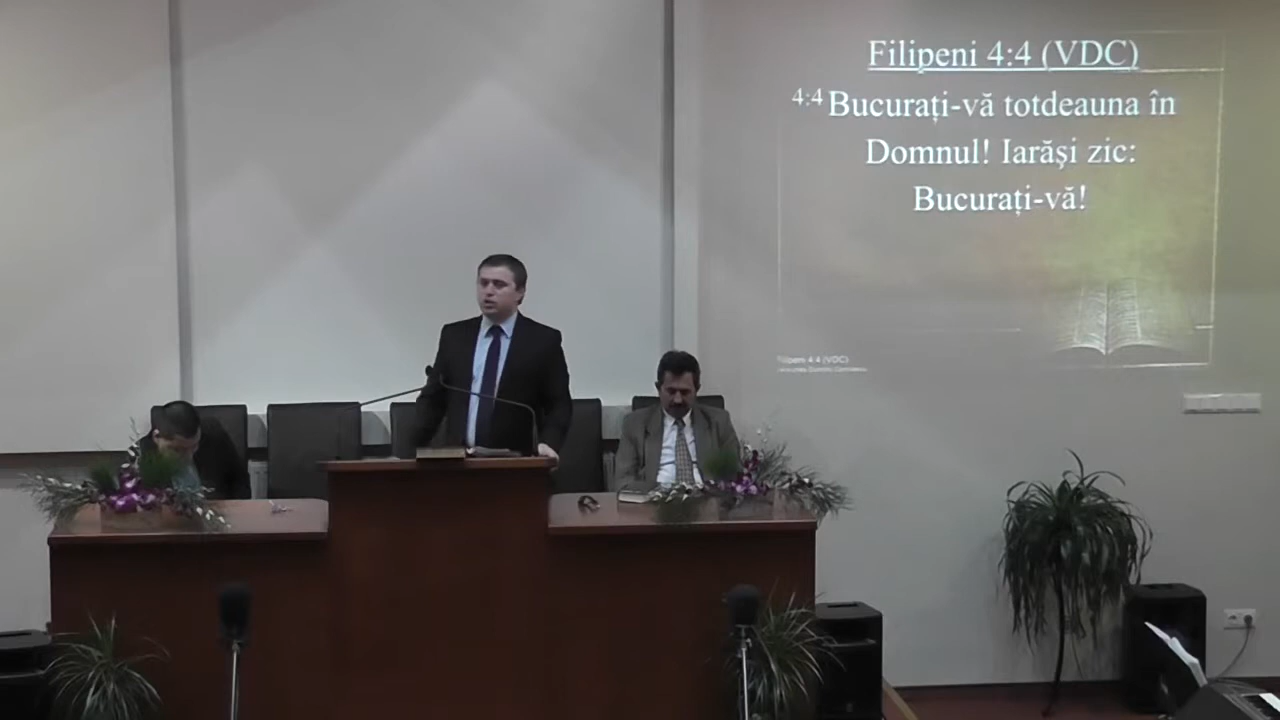 Filipeni 4:4 (VDC)
4:4 Bucurați-vă totdeauna în
Domnul! Iarăși zic:
Bucurați-vă!
Filipeni 4:4 (VDC)